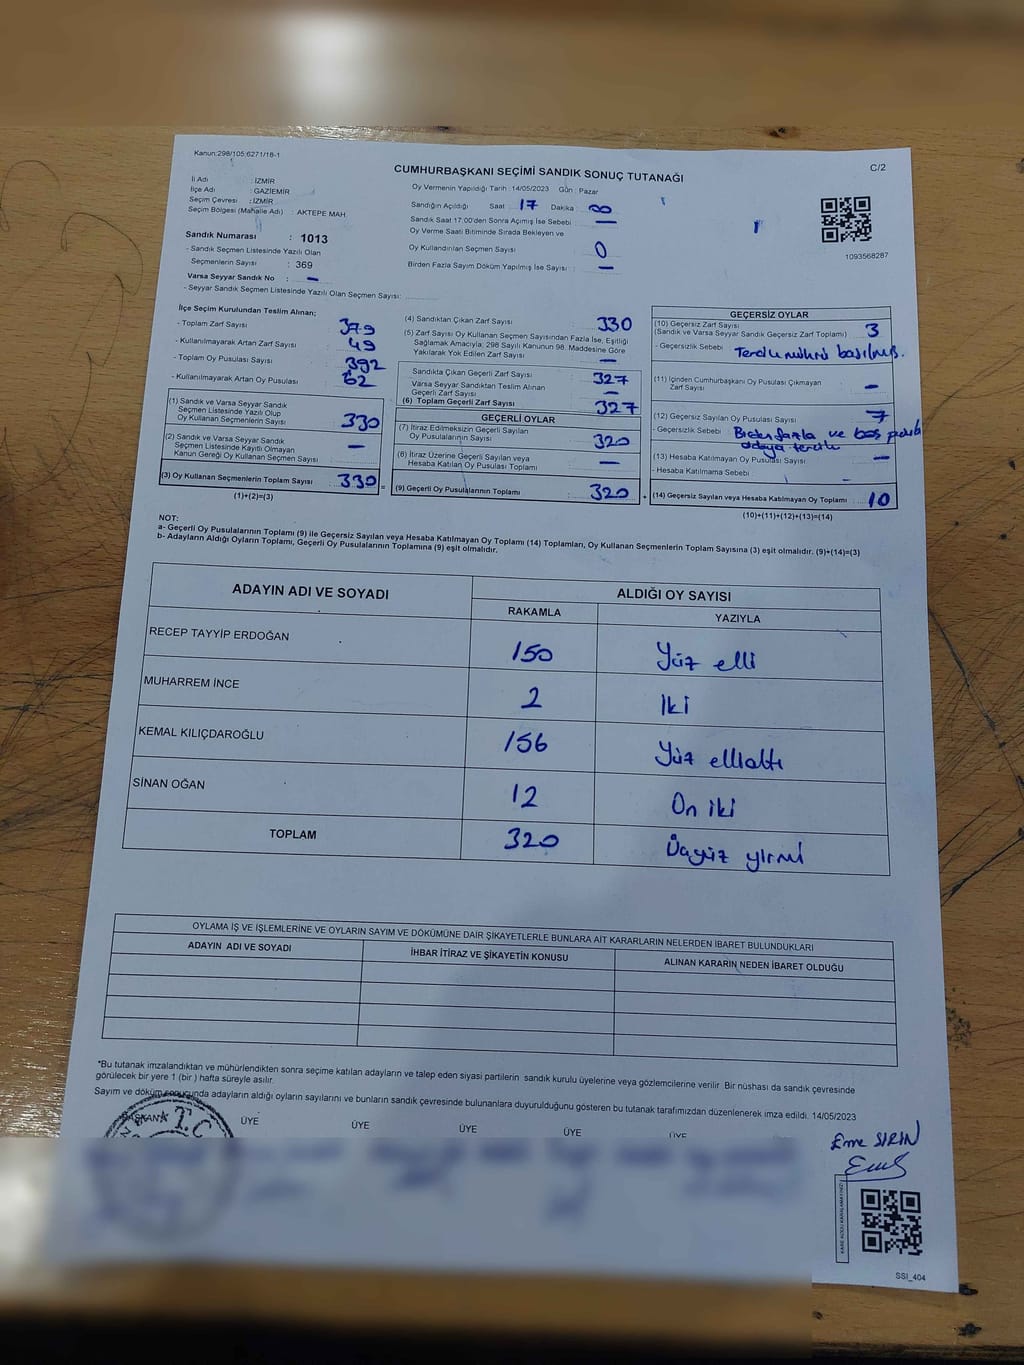 Kanun:298/105;6271/18-1
C/2
CUMHURBAŞKANI SEÇİMİ SANDIK SONUÇ TUTANAĞI
İl Adı : İZMİR
İlçe Adı : GAZİEMİR
Seçim Çevresi : İZMİR
Seçim Bölgesi (Mahalle Adı) : AKTEPE MAH.
Sandık Numarası : 1013
- Sandık Seçmen Listesinde Yazılı Olan
Seçmenlerin Sayısı : 369
Varsa Seyyar Sandık No : -
- Seyyar Sandık Seçmen Listesinde Yazılı Olan Seçmen Sayısı:
Oy Vermenin Yapıldığı Tarih : 14/05/2023 Gün : Pazar
Sandığın Açıldığı Saat 17 Dakika 00
Sandık Saat 17:00'den Sonra Açımış İse Sebebi -
Oy Verme Saati Bitiminde Sırada Bekleyen ve
Oy Kullandırılan Seçmen Sayısı 0
Birden Fazla Sayım Döküm Yapılmış İse Sayısı : -
1093568287
İlçe Seçim Kurulundan Teslim Alınan;
- Toplam Zarf Sayısı 379
- Kullanılmayarak Artan Zarf Sayısı 49
- Toplam Oy Pusulası Sayısı 392
- Kullanılmayarak Artan Oy Pusulası 62
(1) Sandık ve Varsa Seyyar Sandık
Seçmen Listesinde Yazılı Olup
Oy Kullanan Seçmenlerin Sayısı 330
(2) Sandık ve Varsa Seyyar Sandık
Seçmen Listesinde Kayıtlı Olmayan
Kanun Gereği Oy Kullanan Seçmen Sayısı -
(3) Oy Kullanan Seçmenlerin Toplam Sayısı 330
(1)+(2)=(3)
(4) Sandıktan Çıkan Zarf Sayısı 330
(5) Zarf Sayısı Oy Kullanan Seçmen Sayısından Fazla İse, Eşitliği
Sağlamak Amacıyla; 298 Sayılı Kanunun 98. Maddesine Göre
Yakılarak Yok Edilen Zarf Sayısı -
Sandıkta Çıkan Geçerli Zarf Sayısı 327
Varsa Seyyar Sandıktan Teslim Alınan
Geçerli Zarf Sayısı -
(6) Toplam Geçerli Zarf Sayısı 327
GEÇERLİ OYLAR
(7) İtiraz Edilmeksizin Geçerli Sayılan
Oy Pusulalarının Sayısı 320
(8) İtiraz Üzerine Geçerli Sayılan veya
Hesaba Katılan Oy Pusulası Toplamı -
(9) Geçerli Oy Pusulalarının Toplamı 320
GEÇERSİZ OYLAR
(10) Geçersiz Zarf Sayısı
(Sandık ve Varsa Seyyar Sandık Geçersiz Zarf Toplamı) 3
- Geçersizlik Sebebi Tercih mührü basılmış.
(11) İçinden Cumhurbaşkanı Oy Pusulası Çıkmayan
Zarf Sayısı -
(12) Geçersiz Sayılan Oy Pusulası Sayısı 7
- Geçersizlik Sebebi Birden fazla ve boş pusula
adaya tercih
(13) Hesaba Katılmayan Oy Pusulası Sayısı -
- Hesaba Katılmama Sebebi -
(14) Geçersiz Sayılan veya Hesaba Katılmayan Oy Toplamı 10
(10)+(11)+(12)+(13)=(14)
NOT:
a- Geçerli Oy Pusulalarının Toplamı (9) ile Geçersiz Sayılan veya Hesaba Katılmayan Oy Toplamı (14) Toplamları, Oy Kullanan Seçmenlerin Toplam Sayısına (3) eşit olmalıdır. (9)+(14)=(3)
b- Adayların Aldığı Oyların Toplamı, Geçerli Oy Pusulalarının Toplamına (9) eşit olmalıdır.
ADAYIN ADI VE SOYADI ALDIĞI OY SAYISI
RAKAMLA YAZIYLA
RECEP TAYYİP ERDOĞAN 150 Yüz elli
MUHARREM İNCE 2 Iki
KEMAL KILIÇDAROĞLU 156 Yüz ellialtı
SİNAN OĞAN 12 On iki
TOPLAM 320 Üçyüz yirmi
OYLAMA İŞ VE İŞLEMLERİNE VE OYLARIN SAYIM VE DÖKÜMÜNE DAİR ŞİKAYETLERLE BUNLARA AİT KARARLARIN NELERDEN İBARET BULUNDUKLARI
ADAYIN ADI VE SOYADI İHBAR İTİRAZ VE ŞİKAYETİN KONUSU ALINAN KARARIN NEDEN İBARET OLDUĞU
*Bu tutanak imzalandıktan ve mühürlendikten sonra seçime katılan adayların ve talep eden siyasi partilerin sandık kurulu üyelerine veya gözlemcilerine verilir. Bir nüshası da sandık çevresinde
görülecek bir yere 1 (bir ) hafta süreyle asılır.
Sayım ve döküm sonucunda adayların aldığı oyların sayılarını ve bunların sandık çevresinde bulunanlara duyurulduğunu gösteren bu tutanak tarafımızdan düzenlenerek imza edildi. 14/05/2023
BAŞKAN ÜYE ÜYE ÜYE ÜYE ÜYE
T.C.
Emre SIRIN
SSI_404